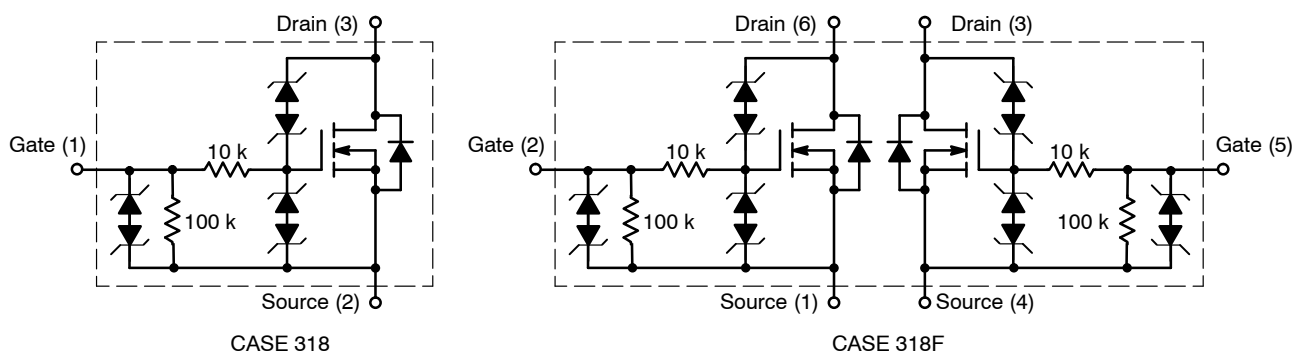 Drain (3)
Gate (1)
10 k
100 k
Source (2)
CASE 318
Drain (6)
Drain (3)
Gate (2)
10 k
10 k
Gate (5)
100 k
100 k
Source (1)
Source (4)
CASE 318F